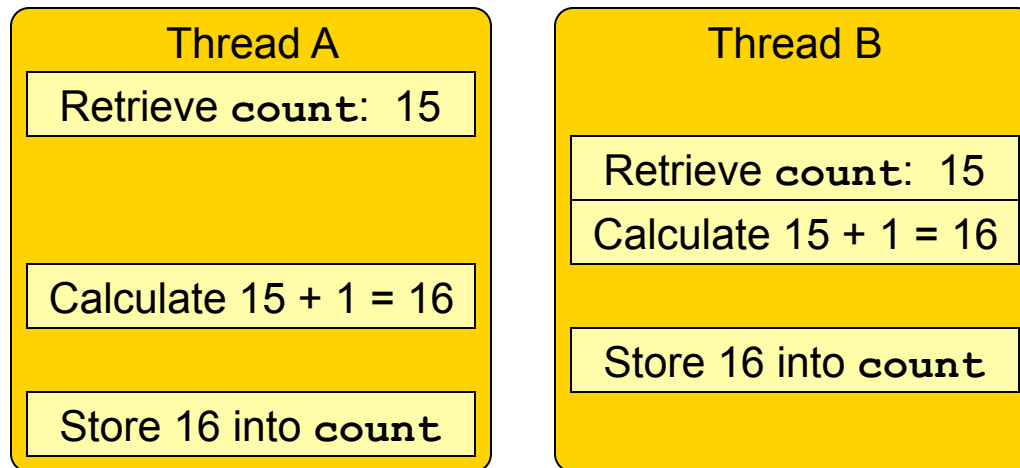 Thread A
Retrieve count: 15
Calculate 15 + 1 = 16
Store 16 into count
Thread B
Retrieve count: 15
Calculate 15 + 1 = 16
Store 16 into count